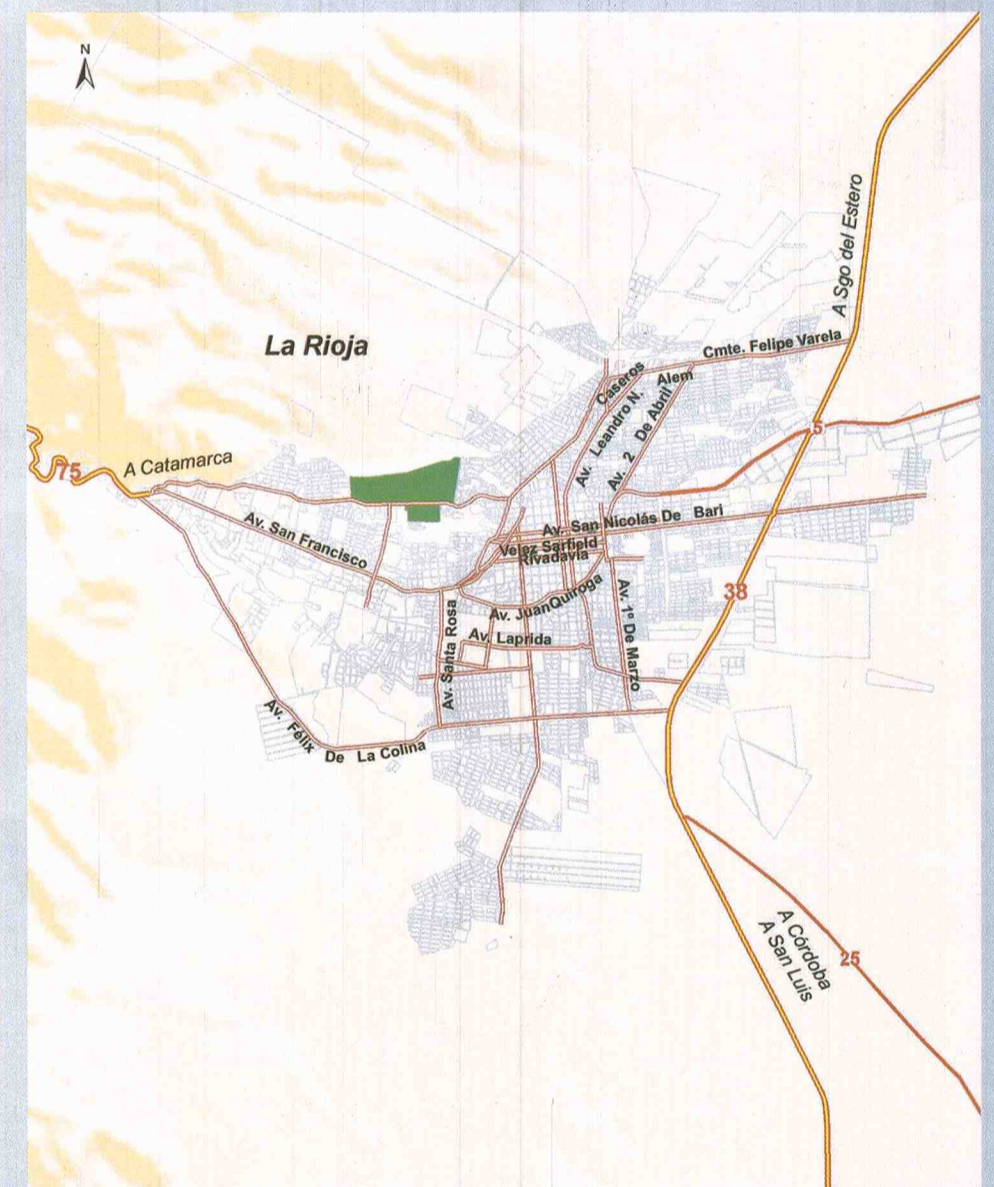 N
A Sgo del Estero
La Rioja
Cmte. Felipe Varela
Caseros
Av. Leandro N. Alem
Av. 2 De Abril
5
75
A Catamarca
Av. San Francisco
Av. San Nicolás De Bari
Velez Sarfield
Rivadavia
38
Av. JuanQuiroga
Av. 1º De Marzo
Av. Santa Rosa
Av. Laprida
Av. Félix De La Colina
A Córdoba
A San Luis
25